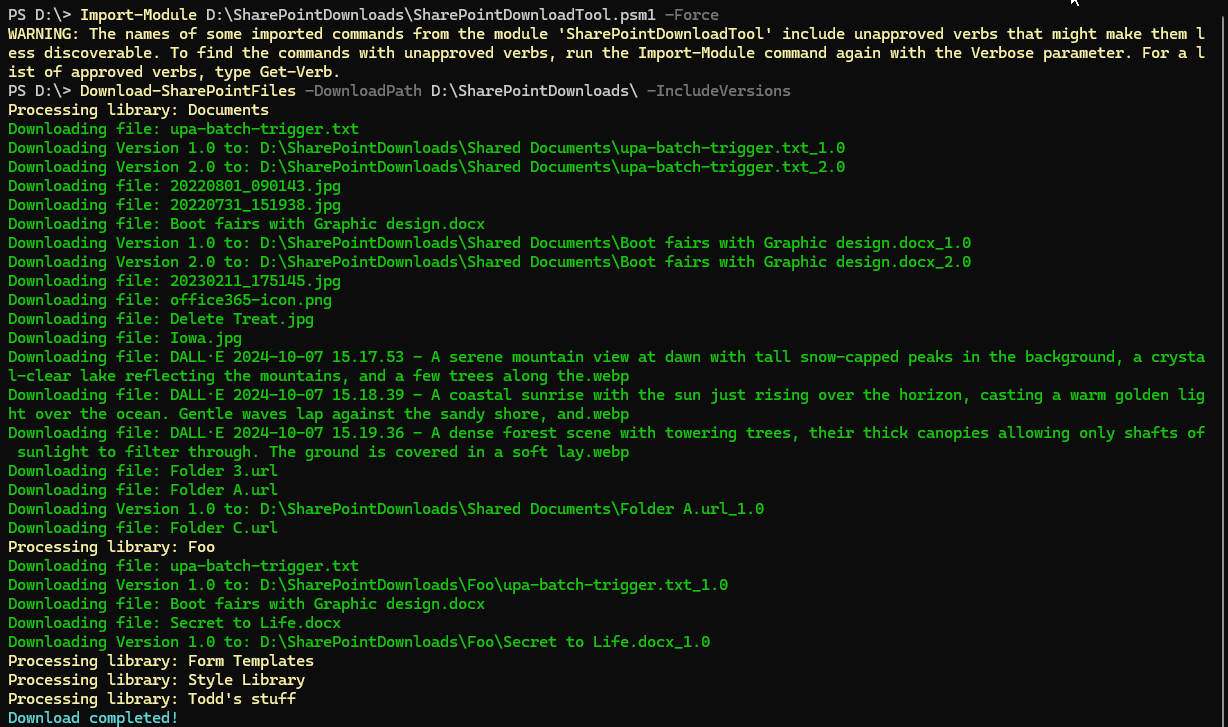 PS D:\> Import-Module D:\SharePointDownloads\SharePointDownloadTool.psm1 -Force
WARNING: The names of some imported commands from the module 'SharePointDownloadTool' include unapproved verbs that might make them l
ess discoverable. To find the commands with unapproved verbs, run the Import-Module command again with the Verbose parameter. For a l
ist of approved verbs, type Get-Verb.
PS D:\> Download-SharePointFiles -DownloadPath D:\SharePointDownloads\ -IncludeVersions
Processing library: Documents
Downloading file: upa-batch-trigger.txt
Downloading Version 1.0 to: D:\SharePointDownloads\Shared Documents\upa-batch-trigger.txt_1.0
Downloading Version 2.0 to: D:\SharePointDownloads\Shared Documents\upa-batch-trigger.txt_2.0
Downloading file: 20220801_090143.jpg
Downloading file: 20220731_151938.jpg
Downloading file: Boot fairs with Graphic design.docx
Downloading Version 1.0 to: D:\SharePointDownloads\Shared Documents\Boot fairs with Graphic design.docx_1.0
Downloading Version 2.0 to: D:\SharePointDownloads\Shared Documents\Boot fairs with Graphic design.docx_2.0
Downloading file: 20230211_175145.jpg
Downloading file: office365-icon.png
Downloading file: Delete Treat.jpg
Downloading file: Iowa.jpg
Downloading file: DALL·E 2024-10-07 15.17.53 - A serene mountain view at dawn with tall snow-capped peaks in the background, a crysta
l-clear lake reflecting the mountains, and a few trees along the.webp
Downloading file: DALL·E 2024-10-07 15.18.39 - A coastal sunrise with the sun just rising over the horizon, casting a warm golden lig
ht over the ocean. Gentle waves lap against the sandy shore, and.webp
Downloading file: DALL·E 2024-10-07 15.19.36 - A dense forest scene with towering trees, their thick canopies allowing only shafts of
 sunlight to filter through. The ground is covered in a soft lay.webp
Downloading file: Folder 3.url
Downloading file: Folder A.url
Downloading Version 1.0 to: D:\SharePointDownloads\Shared Documents\Folder A.url_1.0
Downloading file: Folder C.url
Processing library: Foo
Downloading file: upa-batch-trigger.txt
Downloading Version 1.0 to: D:\SharePointDownloads\Foo\upa-batch-trigger.txt_1.0
Downloading file: Boot fairs with Graphic design.docx
Downloading file: Secret to Life.docx
Downloading Version 1.0 to: D:\SharePointDownloads\Foo\Secret to Life.docx_1.0
Processing library: Form Templates
Processing library: Style Library
Processing library: Todd's stuff
Download completed!